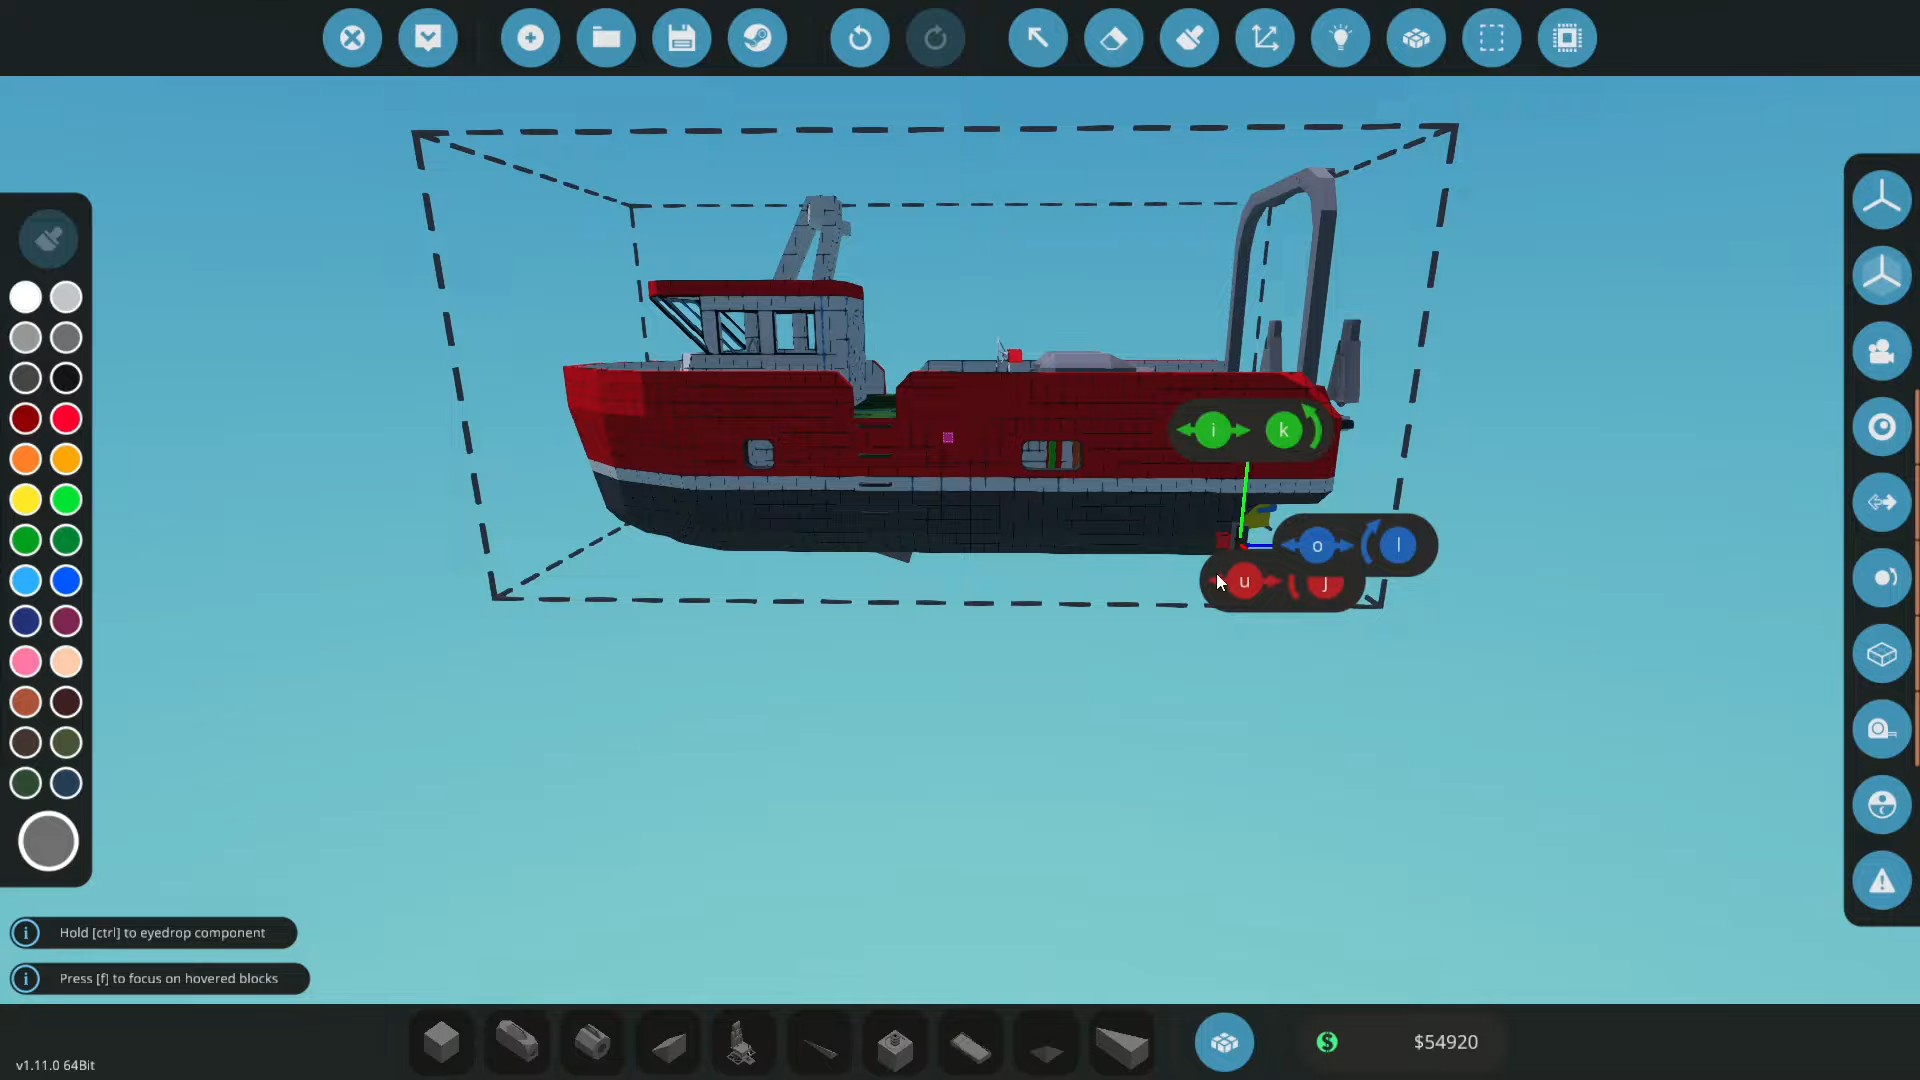 i k
o l
u j
Hold [ctrl] to eyedrop component
Press [f] to focus on hovered blocks
v1.11.0 64Bit
$ $54920